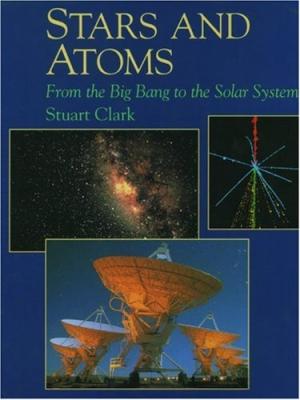 STARS AND
ATOMS
From the Big Bang to the Solar System
Stuart Clark